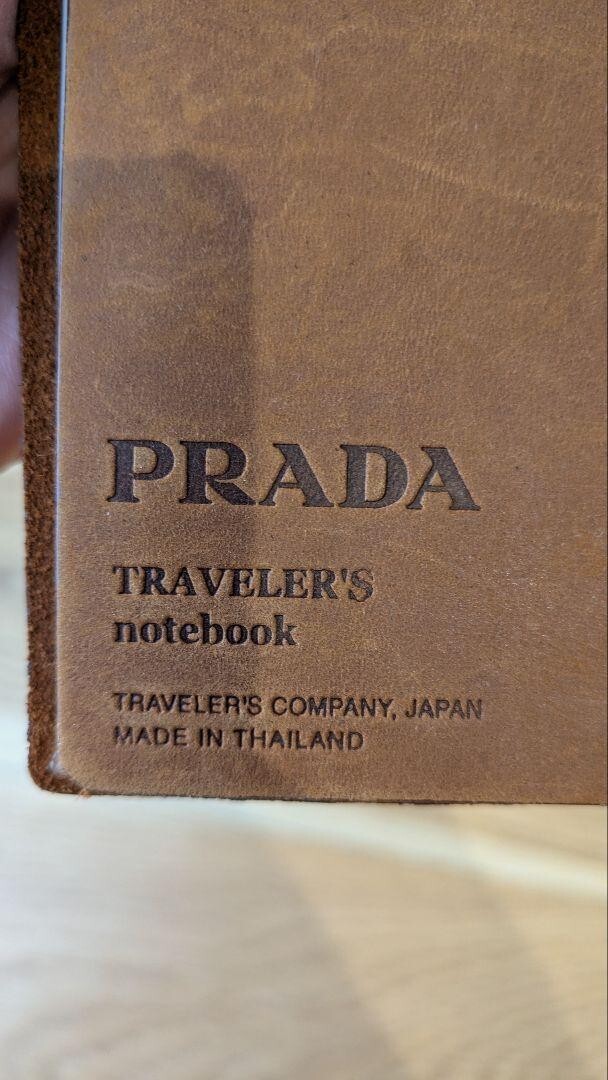 PRADA
TRAVELER'S
notebook
TRAVELER'S COMPANY, JAPAN
MADE IN THAILAND